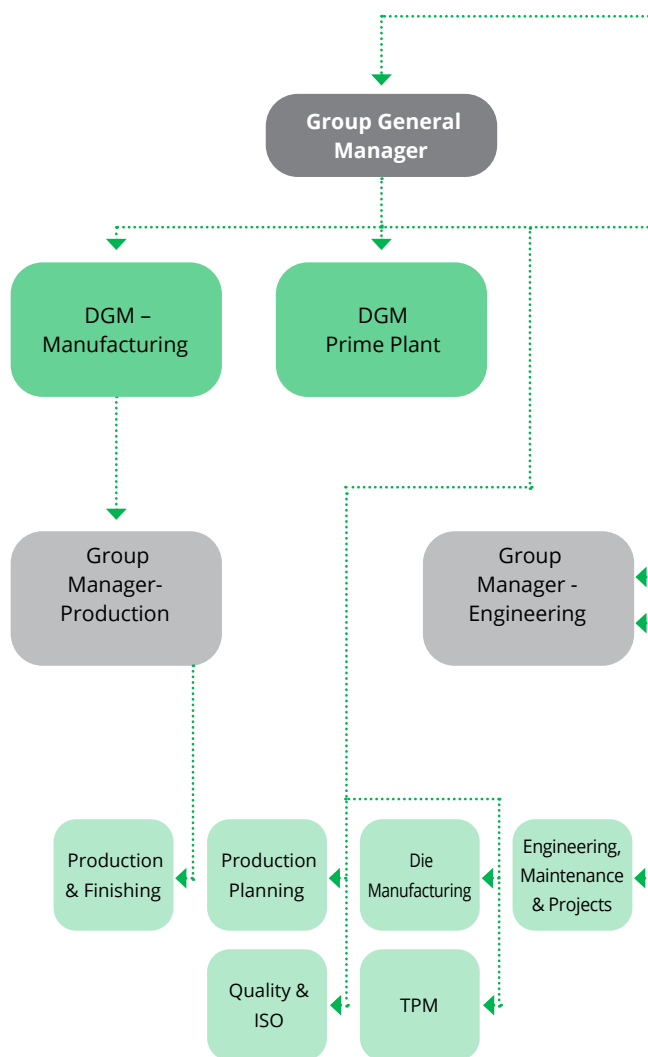 Group General
Manager
DGM –
Manufacturing
DGM
Prime Plant
Group
Manager-
Production
Group
Manager -
Engineering
Production
& Finishing
Production
Planning
Die
Manufacturing
Engineering,
Maintenance
& Projects
Quality &
ISO
TPM